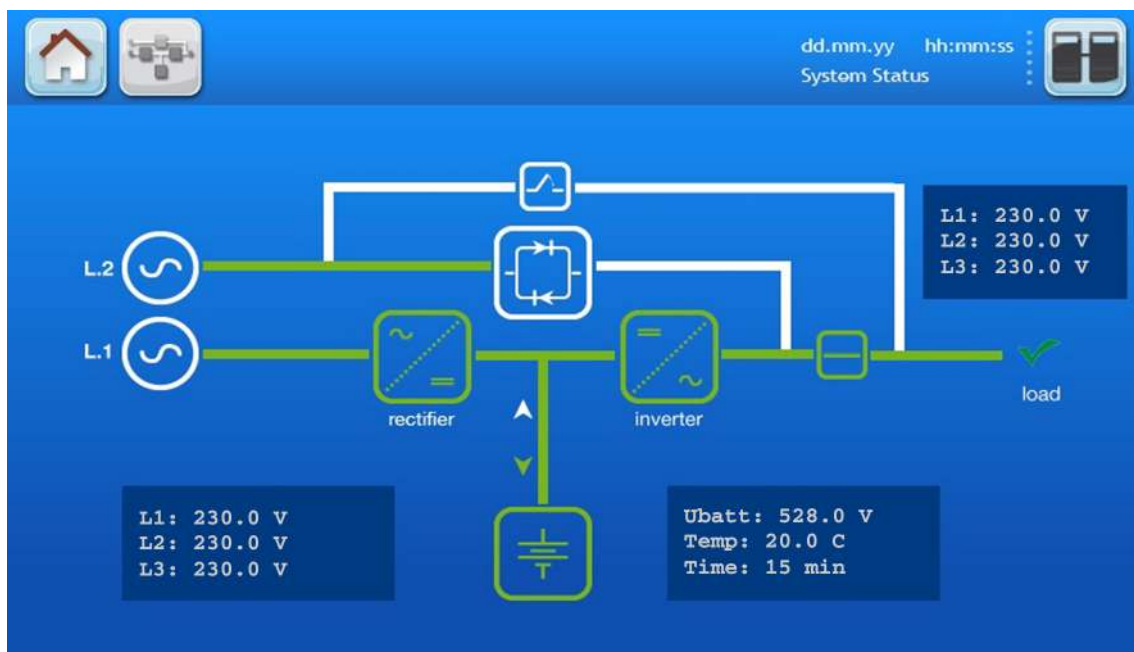 dd.mm.yy hh:mm:ss
System Status
L1: 230.0 V
L2: 230.0 V
L3: 230.0 V
L.2
L.1
rectifier
inverter
load
L1: 230.0 V
L2: 230.0 V
L3: 230.0 V
Ubatt: 528.0 V
Temp: 20.0 C
Time: 15 min